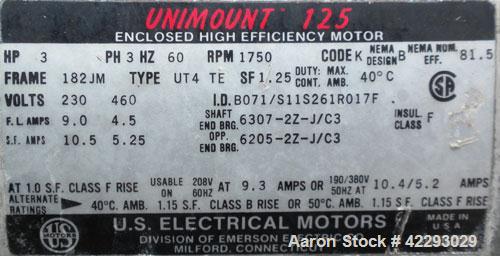 UNIMOUNT 125
ENCLOSED HIGH EFFICIENCY MOTOR
HP 3 PH 3 HZ 60 RPM 1750 CODE K NEMA DESIGN B NEMA NOM. EFF. 81.5
FRAME 182JM TYPE UT4 TE SF 1.25 DUTY: MAX. CONT. AMB. 40°C
VOLTS 230 460 I.D. B071/S11S261R017F
F.L. AMPS 9.0 4.5 SHAFT END BRG. 6307-2Z-J/C3 INSUL. CLASS F
S.F. AMPS 10.5 5.25 OPP END BRG. 6205-2Z-J/C3
AT 1.0 S.F. CLASS F RISE USABLE ON 208V 60HZ AT 9.3 AMPS OR 190/380V 50HZ AT 10.4/5.2 AMPS
ALTERNATE RATINGS 40°C AMB. 1.15 S.F. CLASS B RISE OR 50°C AMB. 1.15 S.F. CLASS F RISE
US MOTORS
U.S. ELECTRICAL MOTORS
DIVISION OF EMERSON ELECTRIC CO.
MILFORD, CONNECTICUT
MADE IN U.S.A.
Aaron Stock # 42293029